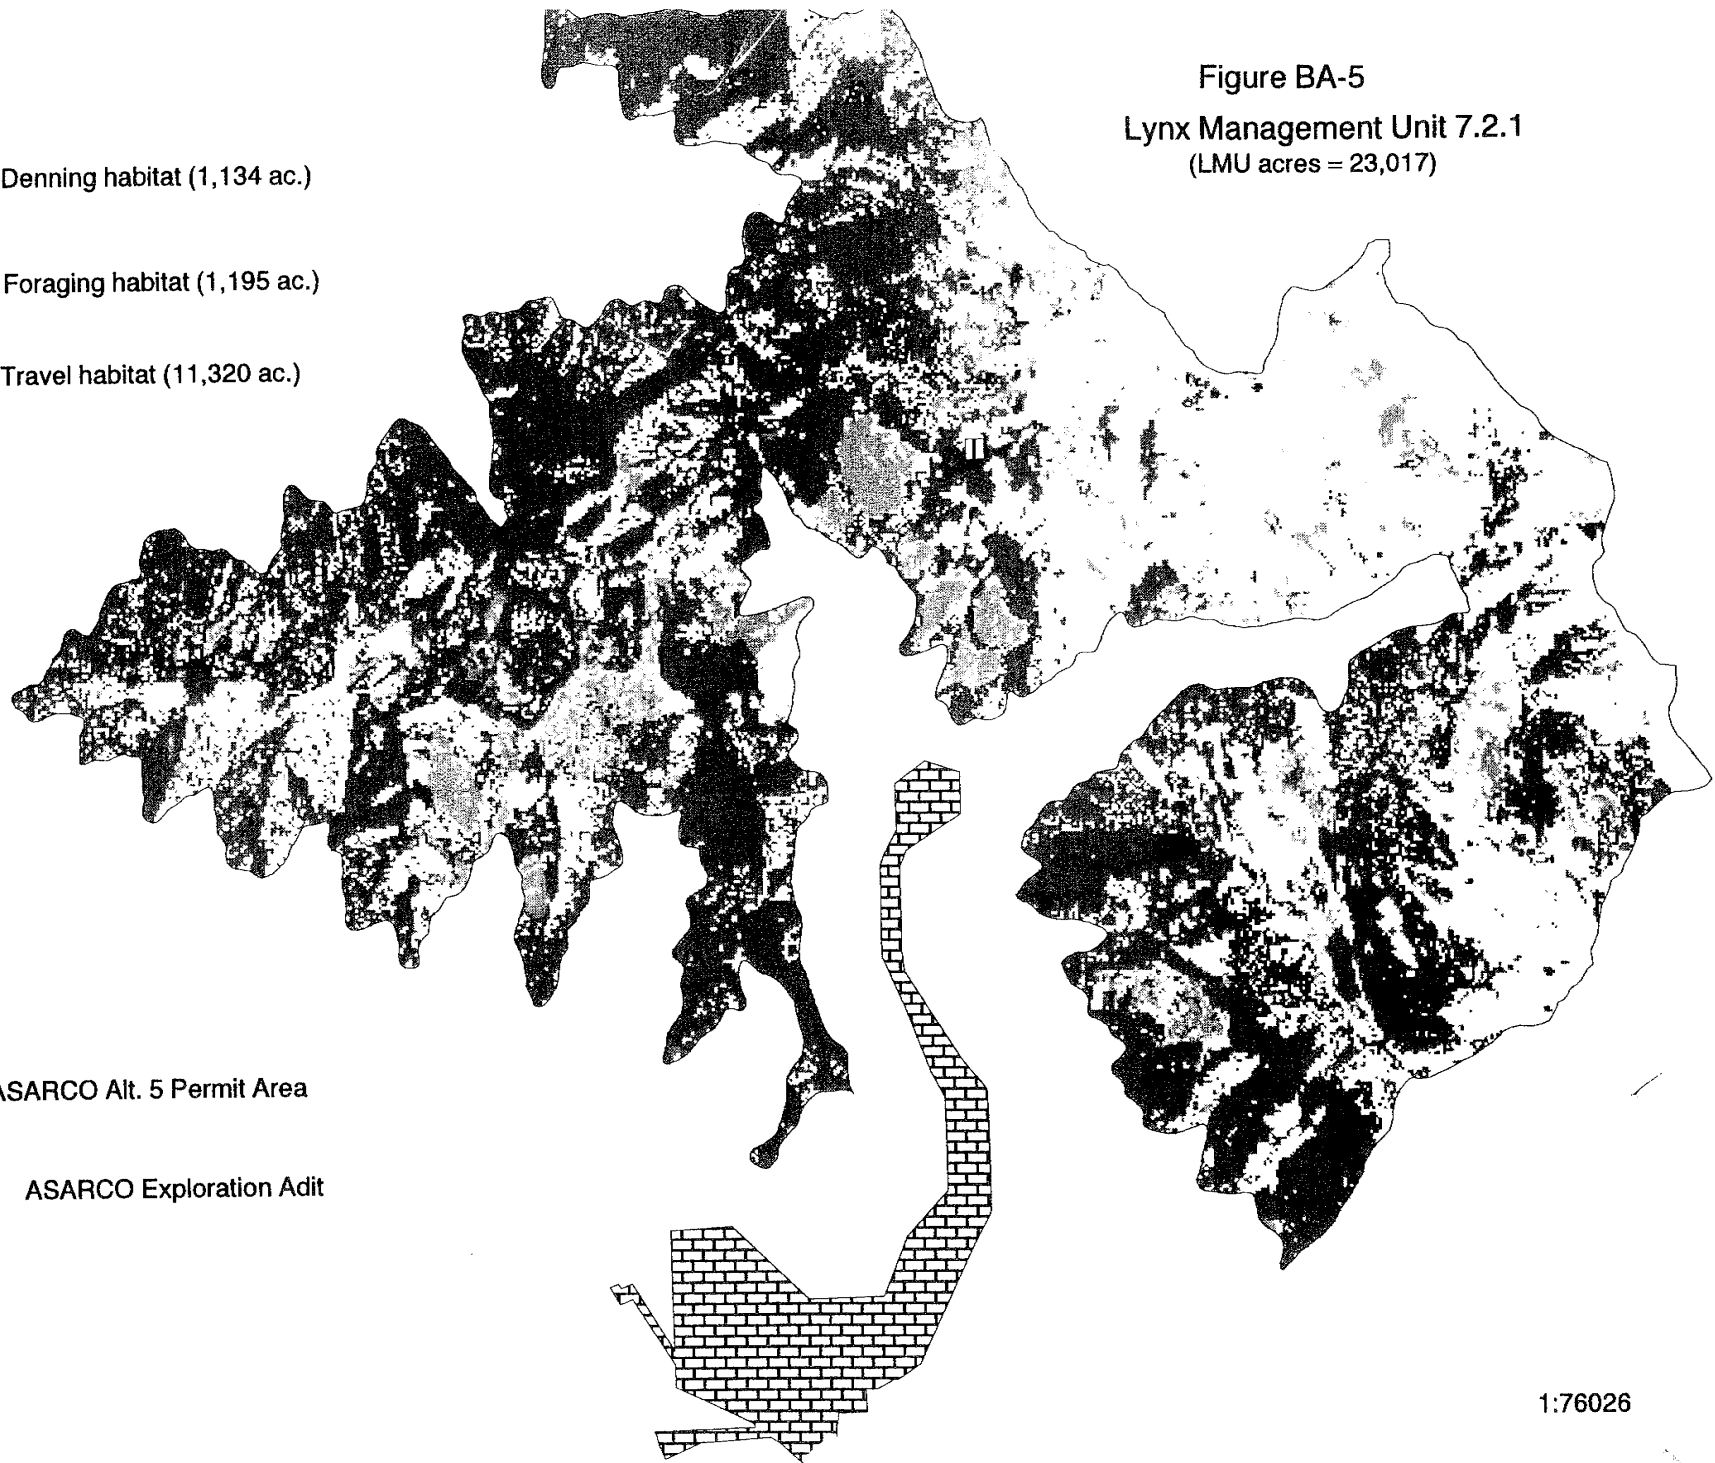 Figure BA-5
Lynx Management Unit 7.2.1
(LMU acres = 23,017)
Denning habitat (1,134 ac.)
Foraging habitat (1,195 ac.)
Travel habitat (11,320 ac.)
ASARCO Alt. 5 Permit Area
ASARCO Exploration Adit
1:76026